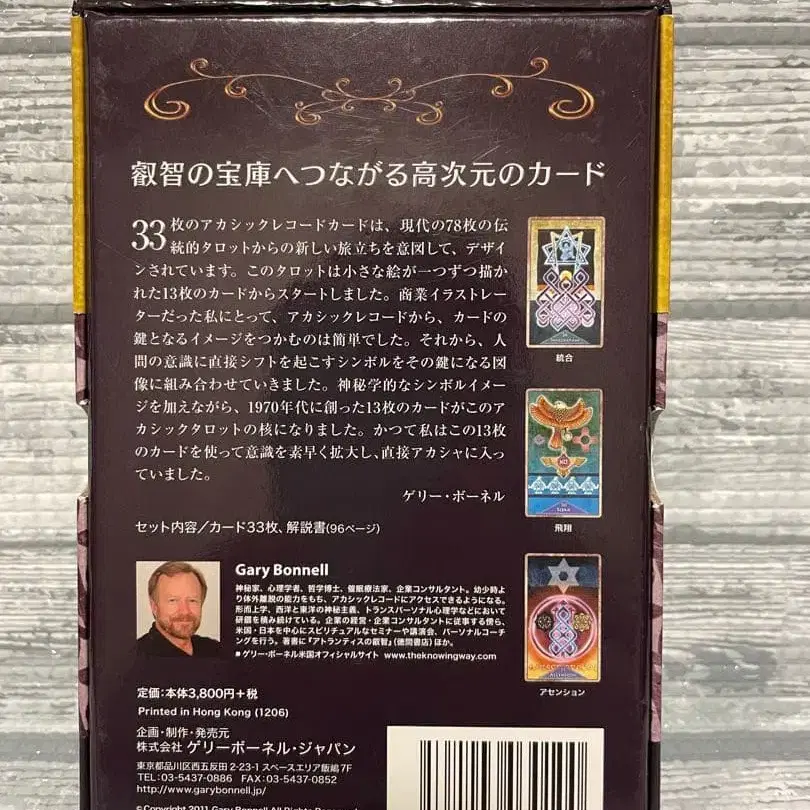 叡智の宝庫へつながる高次元のカード
33枚のアカシックレコードカードは、現代の78枚の伝
統的タロットからの新しい旅立ちを意図して、デザイ
ンされています。このタロットは小さな絵が一つずつ描か
れた13枚のカードからスタートしました。商業イラストレー
ターだった私にとって、アカシックレコードから、カードの
鍵となるイメージをつかむのは簡単でした。それから、人
間の意識に直接シフトを起こすシンボルをその鍵になる図
像に組み合わせていきました。神秘学的なシンボルイメー
ジを加えながら、1970年代に創った13枚のカードがこのア
カシックタロットの核になりました。かつて私はこの13枚
のカードを使って意識を素早く拡大し、直接アカシャに入っ
ていました。
ゲリー・ボーネル
統合
飛翔
アセンション
セット内容/カード33枚、解説書(96ページ)
Gary Bonnell
神秘家、心理学者、哲学博士、催眠療法家、企業コンサルタント。幼少時よ
り体外離脱の能力をもち、アカシックレコードにアクセスできるようになる。
形而上学、西洋と東洋の神秘主義、トランスパーソナル心理学などにおいて
研鑽を積み続けている。企業の経営・企業コンサルタントに従事する傍ら、
米国・日本を中心にスピリチュアルなセミナーや講演会、パーソナルコーチ
ングを行う。著書に『アトランティスの叡智』(徳間書店)ほか。
■ゲリー・ボーネル米国オフィシャルサイト www.theknowingway.com
定価:本体3,800円+税
Printed in Hong Kong (1206)
企画・制作・発売元
株式会社 ゲリーボーネル・ジャパン
東京都品川区西五反田 2-23-1 スペースエリア飯嶋 7F
TEL:03-5437-0886 FAX:03-5437-0852
http://www.garybonnell.jp/
©Copyright 2011 Gary Bonnell All Rights